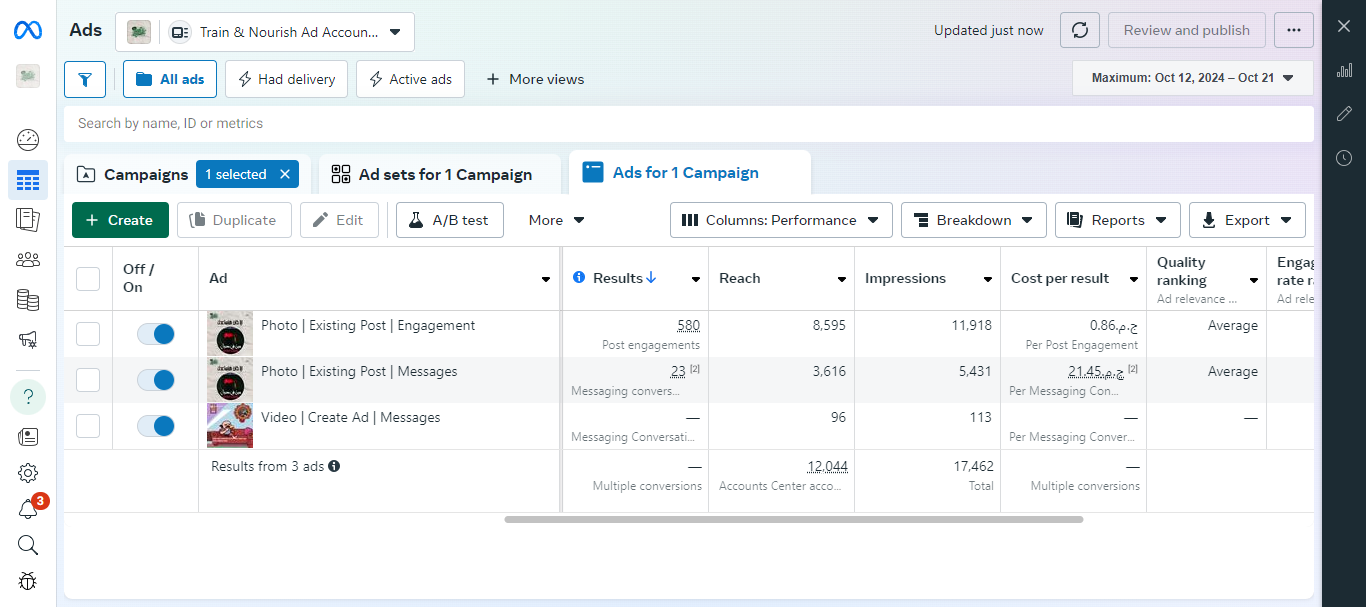 Ads
Train & Nourish Ad Accoun...
Updated just now
Review and publish
All ads
Had delivery
Active ads
+ More views
Maximum: Oct 12, 2024 – Oct 21
Search by name, ID or metrics
Campaigns
1 selected
Ad sets for 1 Campaign
Ads for 1 Campaign
+ Create
Duplicate
Edit
A/B test
More
Columns: Performance
Breakdown
Reports
Export
Off /
On
Ad
Results
Reach
Impressions
Cost per result
Quality
ranking
Ad relevance ...
Photo | Existing Post | Engagement
580
Post engagements
8,595
11,918
ج.م.0.86
Per Post Engagement
Average
Photo | Existing Post | Messages
23 [2]
Messaging convers...
3,616
5,431
ج.م.21.45 [2]
Per Messaging Con...
Average
Video | Create Ad | Messages
—
Messaging Conversati...
96
113
—
Per Messaging Conver...
—
Results from 3 ads
—
Multiple conversions
12,044
Accounts Center acco...
17,462
Total
—
Multiple conversions
?
3